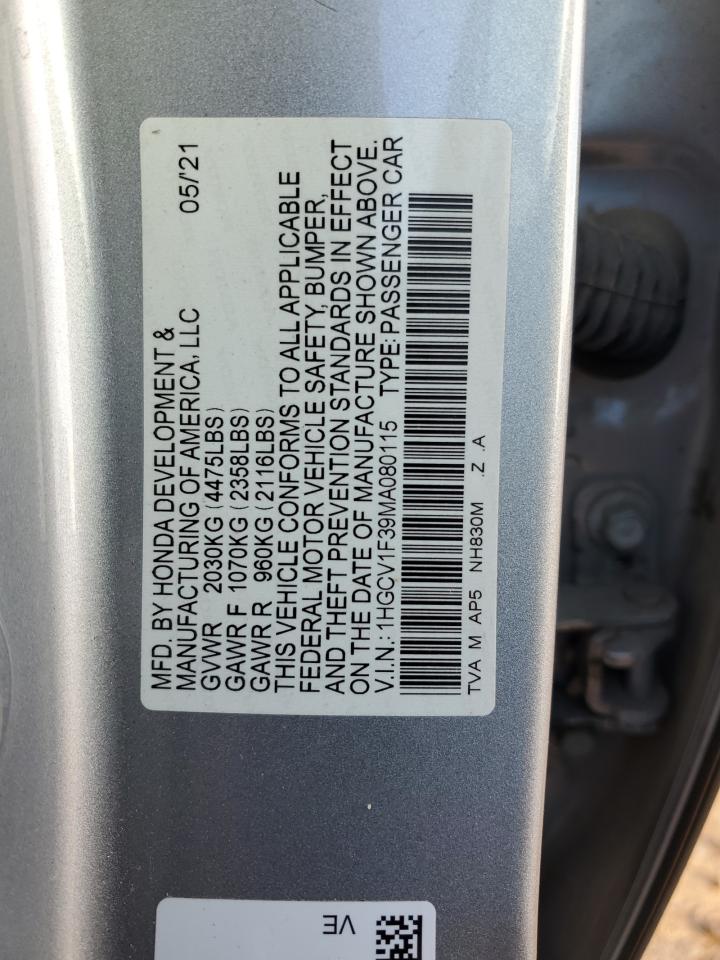 MFD. BY HONDA DEVELOPMENT &
MANUFACTURING OF AMERICA, LLC 05/'21
GVWR 2030KG (4475LBS)
GAWR F 1070KG (2358LBS)
GAWR R 960KG (2116LBS)
THIS VEHICLE CONFORMS TO ALL APPLICABLE
FEDERAL MOTOR VEHICLE SAFETY, BUMPER,
AND THEFT PREVENTION STANDARDS IN EFFECT
ON THE DATE OF MANUFACTURE SHOWN ABOVE.
V.I.N.: 1HGCV1F39MA080115 TYPE: PASSENGER CAR
TVA M AP5 NH830M .Z .A
VE